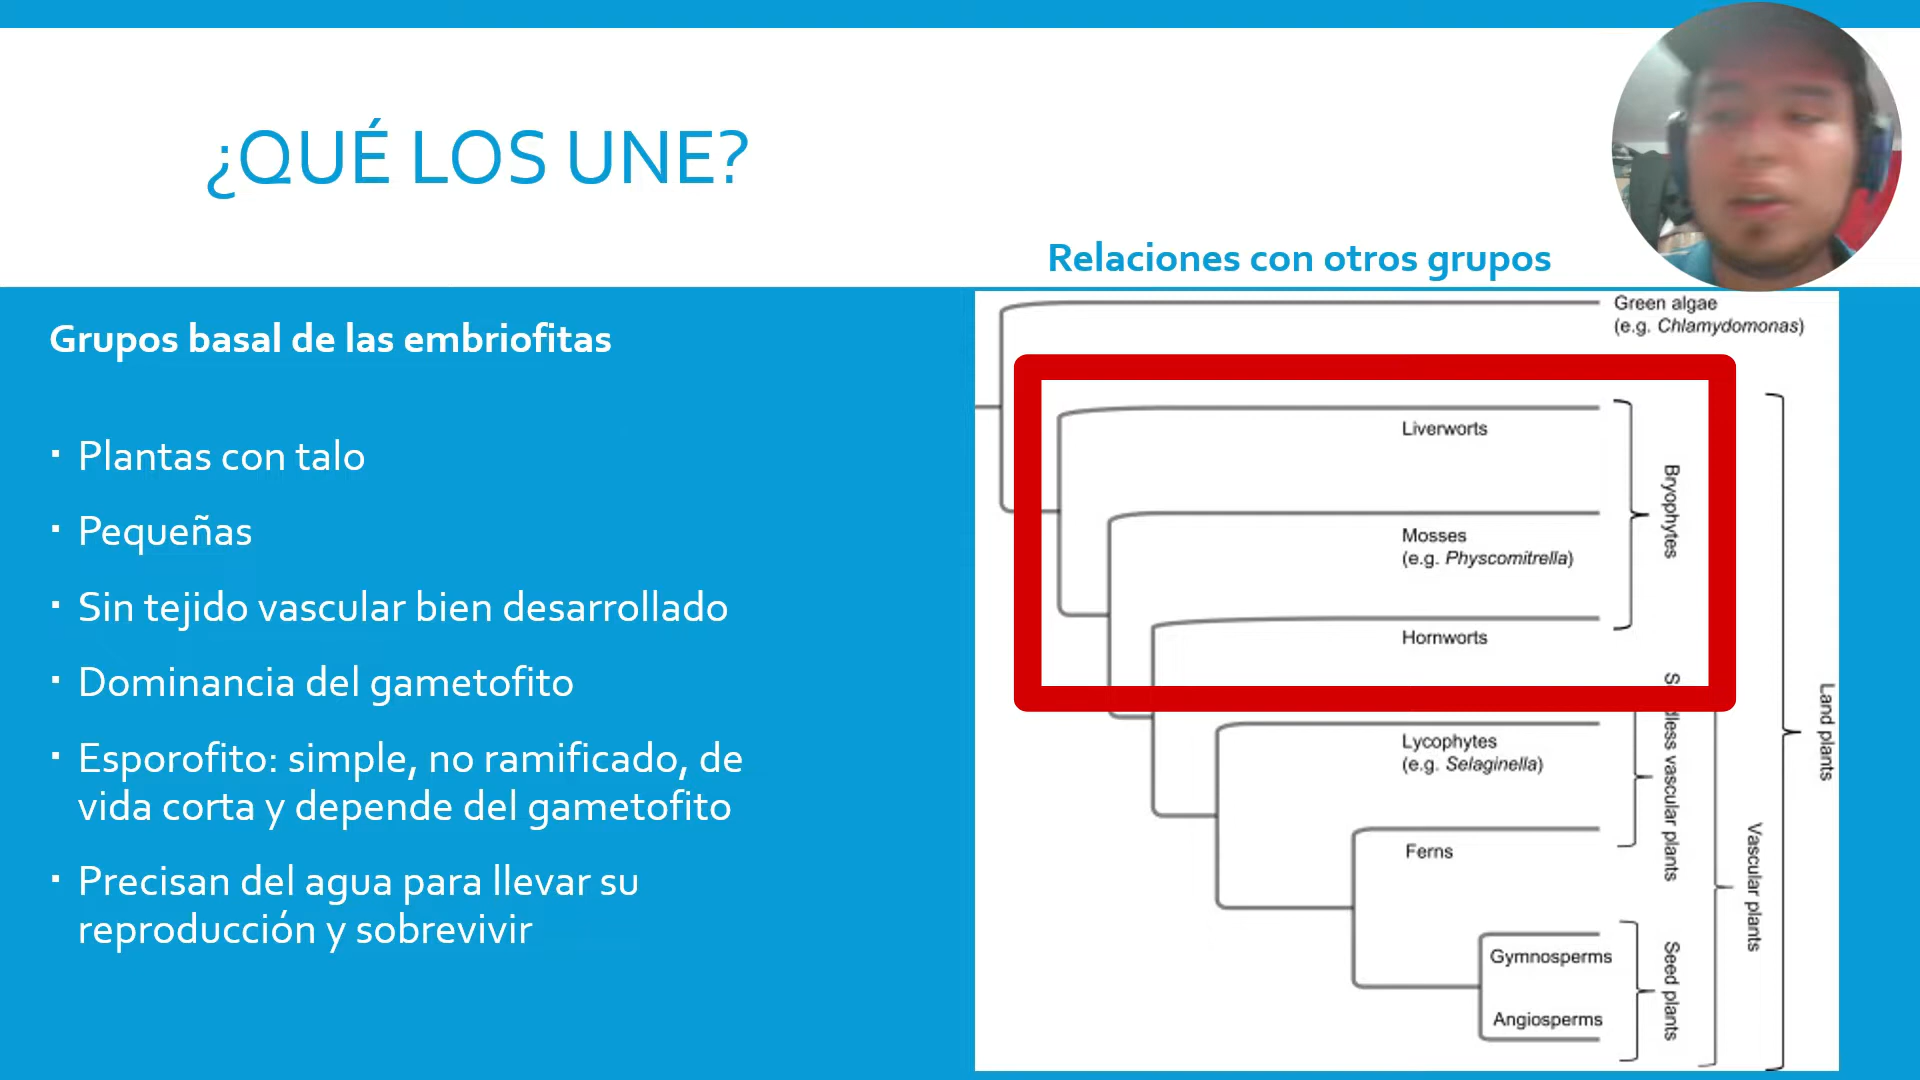 ¿QUÉ LOS UNE?
Relaciones con otros grupos
Grupos basal de las embriofitas
▪ Plantas con talo
▪ Pequeñas
▪ Sin tejido vascular bien desarrollado
▪ Dominancia del gametofito
▪ Esporofito: simple, no ramificado, de
vida corta y depende del gametofito
▪ Precisan del agua para llevar su
reproducción y sobrevivir
Green algae
(e.g. Chlamydomonas)
Liverworts
Mosses
(e.g. Physcomitrella)
Hornworts
Bryophytes
Lycophytes
(e.g. Selaginella)
Ferns
vascular plants
Gymnosperms
Angiosperms
Seed plants
Vascular plants
Land plants